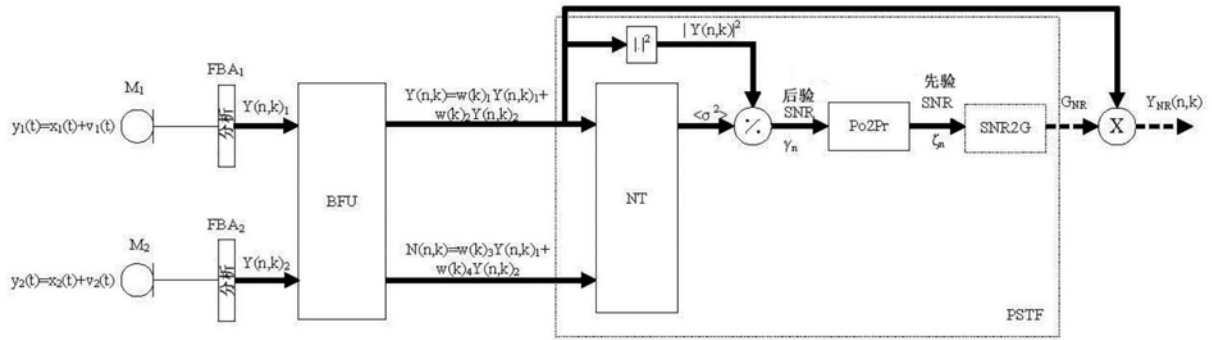 M₁
y₁(t)=x₁(t)+v₁(t)
FBA₁
分析
Y(n,k)₁
M₂
y₂(t)=x₂(t)+v₂(t)
FBA₂
分析
Y(n,k)₂
BFU
Y(n,k)=w(k)₁Y(n,k)₁+
w(k)₂Y(n,k)₂
N(n,k)=w(k)₃Y(n,k)₁+
w(k)₄Y(n,k)₂
|.|²
|Y(n,k)|²
NT
<σ²>
⁒
后验
SNR
γₙ
Po2Pr
先验
SNR
ζₙ
SNR2G
G_NR
X
Y_NR(n,k)
PSTF